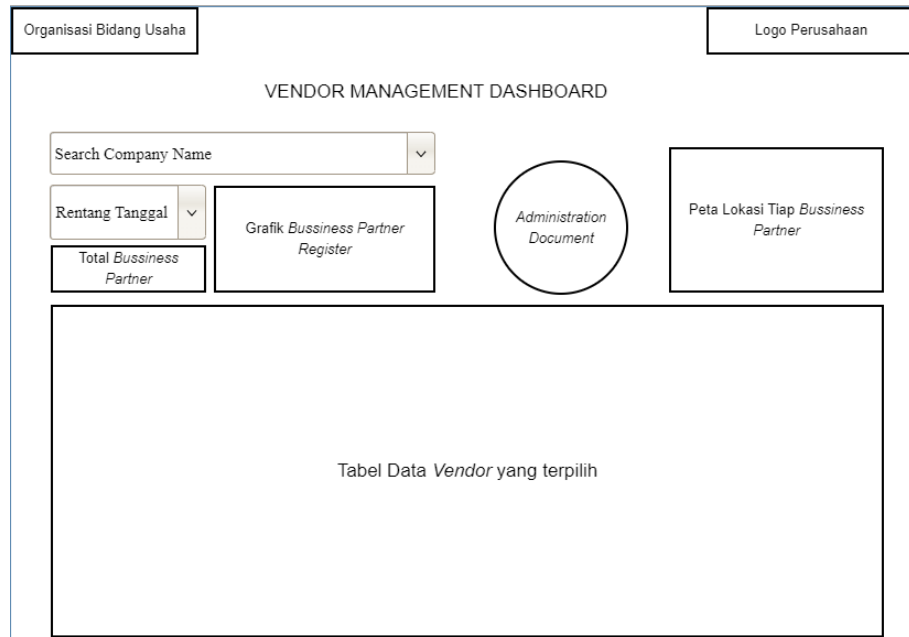 Organisasi Bidang Usaha
Logo Perusahaan
VENDOR MANAGEMENT DASHBOARD
Search Company Name
Rentang Tanggal
Total Bussiness
Partner
Grafik Bussiness Partner
Register
Administration
Document
Peta Lokasi Tiap Bussiness
Partner
Tabel Data Vendor yang terpilih